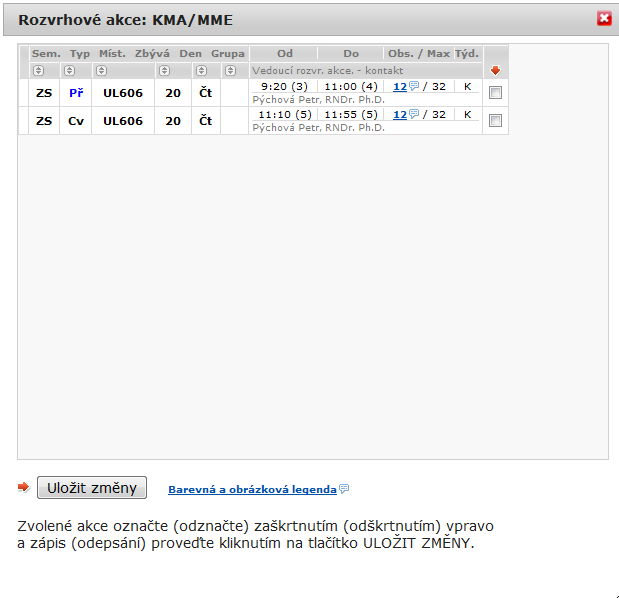 Rozvrhové akce: KMA/MME
Sem. Typ Míst. Zbývá Den Grupa Od Do Obs. / Max Týd.
Vedoucí rozvr. akce. - kontakt
ZS Př UL606 20 Čt 9:20 (3) 11:00 (4) 12 / 32 K
Pýchová Petr, RNDr. Ph.D.
ZS Cv UL606 20 Čt 11:10 (5) 11:55 (5) 12 / 32 K
Pýchová Petr, RNDr. Ph.D.
Uložit změny Barevná a obrázková legenda
Zvolené akce označte (odznačte) zaškrtnutím (odškrtnutím) vpravo
a zápis (odepsání) proveďte kliknutím na tlačítko ULOŽIT ZMĚNY.